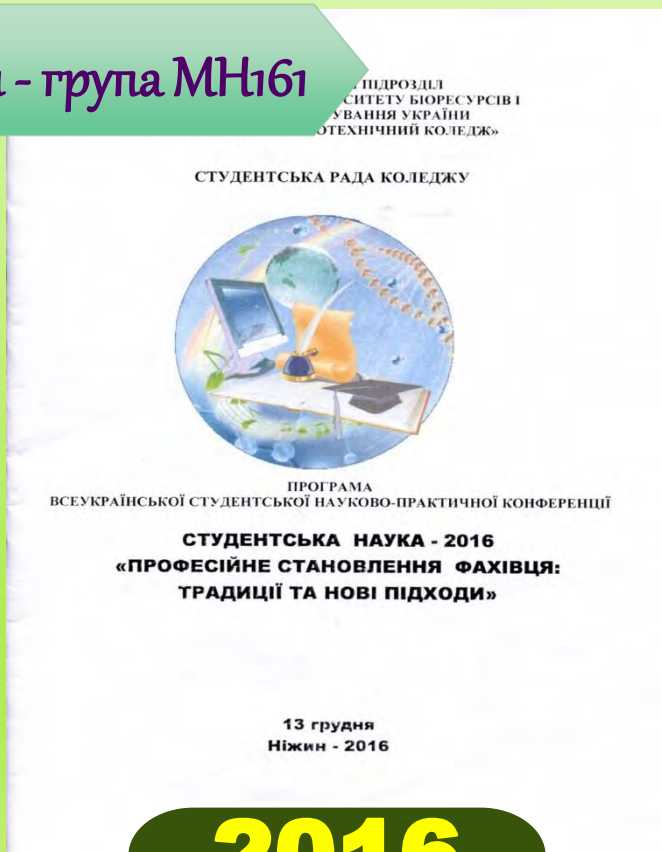 - група МН161
ПІДРОЗДІЛ
СИТЕТУ БІОРЕСУРСІВ І
УВАННЯ УКРАЇНИ
ОТЕХНІЧНИЙ КОЛЕДЖ»
СТУДЕНТСЬКА РАДА КОЛЕДЖУ
ПРОГРАМА
ВСЕУКРАЇНСЬКОЇ СТУДЕНТСЬКОЇ НАУКОВО-ПРАКТИЧНОЇ КОНФЕРЕНЦІЇ
СТУДЕНТСЬКА НАУКА - 2016
«ПРОФЕСІЙНЕ СТАНОВЛЕННЯ ФАХІВЦЯ:
ТРАДИЦІЇ ТА НОВІ ПІДХОДИ»
13 грудня
Ніжин - 2016
2016